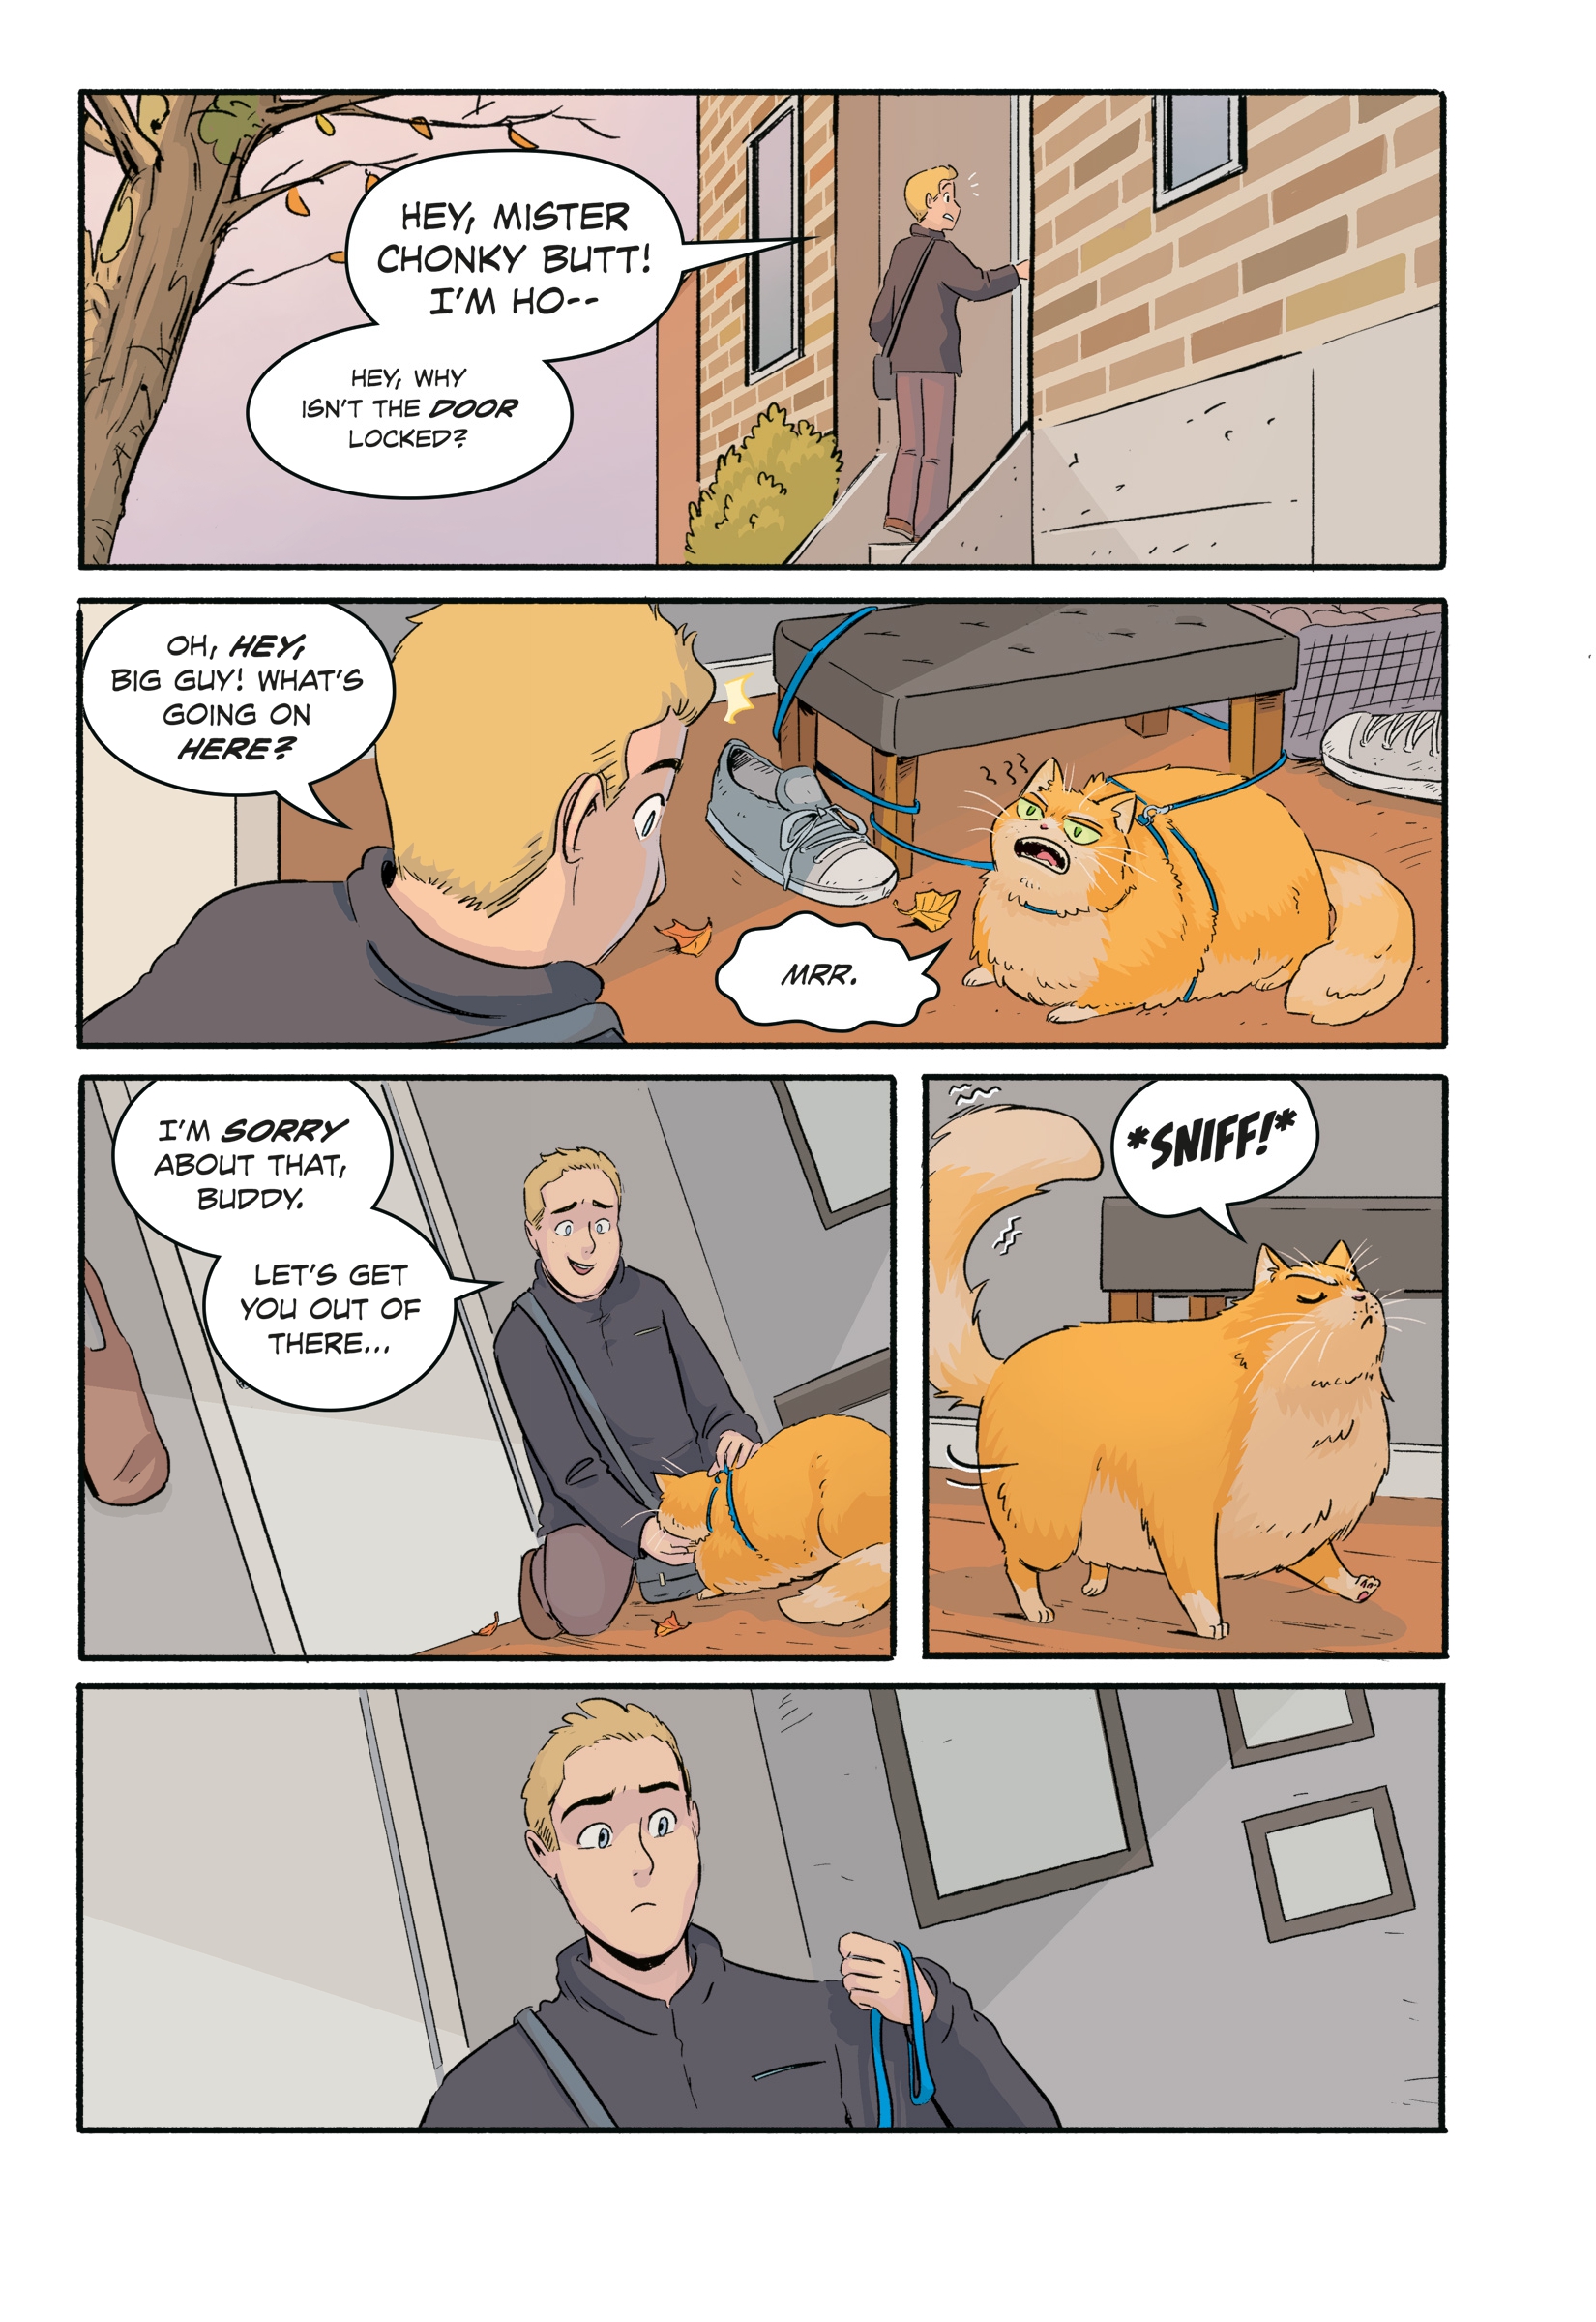 HEY, MISTER
CHONKY BUTT!
I'M HO--
HEY, WHY
ISN'T THE DOOR
LOCKED?
OH, HEY,
BIG GUY! WHAT'S
GOING ON
HERE?
MRR.
I'M SORRY
ABOUT THAT,
BUDDY.
LET'S GET
YOU OUT OF
THERE...
*SNIFF!*